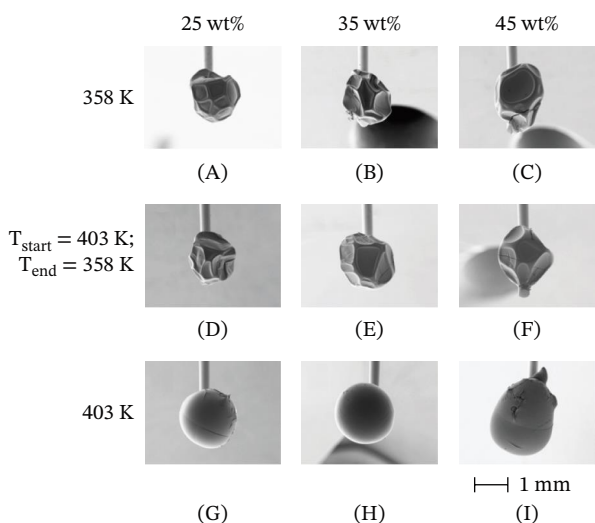 25 wt% 35 wt% 45 wt%
358 K
(A) (B) (C)
T_start = 403 K;
T_end = 358 K
(D) (E) (F)
403 K
1 mm
(G) (H) (I)